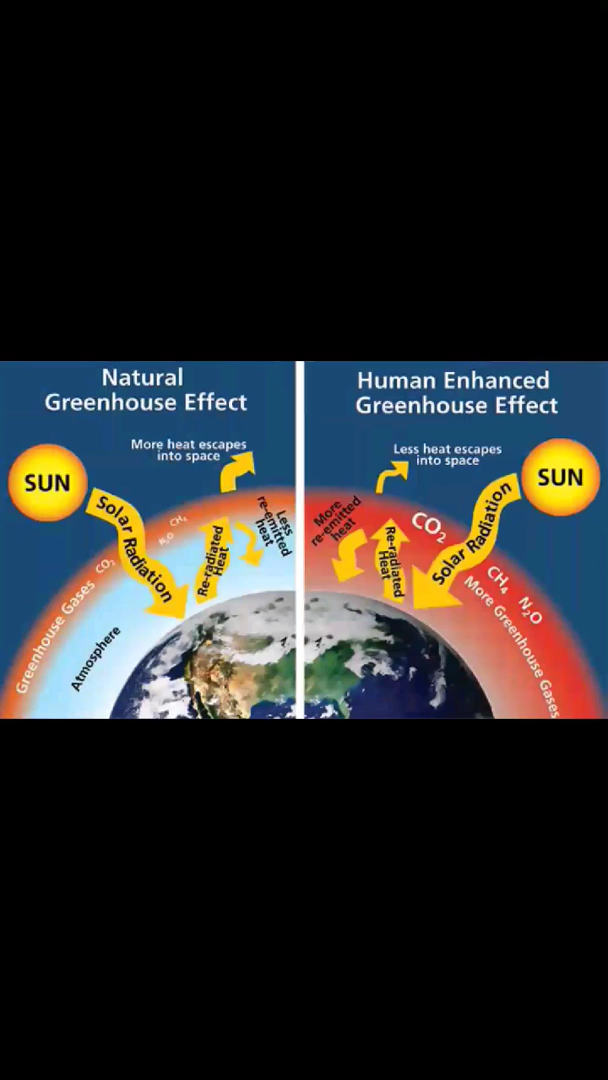 Natural
Greenhouse Effect
More heat escapes
into space
SUN
Solar Radiation
Re-radiated
Heat
Less
re-emitted
heat
CH₄
N₂O
CO₂
Greenhouse Gases
Atmosphere
Human Enhanced
Greenhouse Effect
Less heat escapes
into space
SUN
Solar Radiation
More
re-emitted
heat
Re-radiated
Heat
CO₂
CH₄
N₂O
More Greenhouse Gases